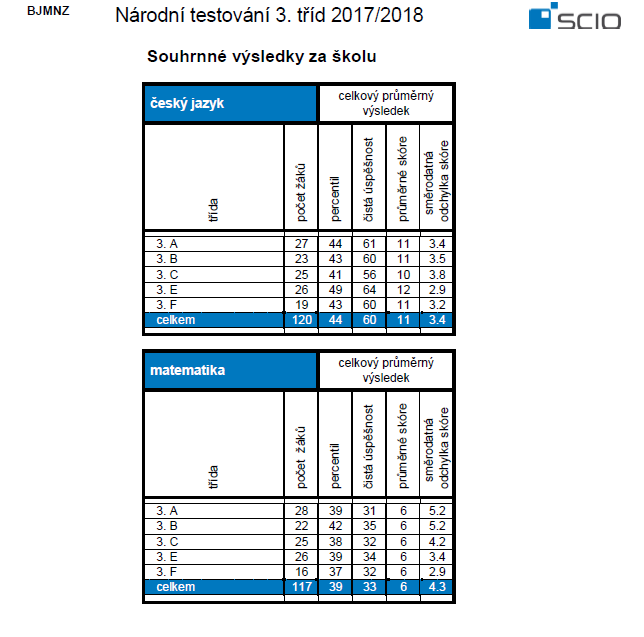 BJMNZ
Národní testování 3. tříd 2017/2018
SCIO
Souhrnné výsledky za školu
český jazyk
celkový průměrný
výsledek
třída
počet žáků
percentil
čistá úspěšnost
průměrné skóre
směrodatná
odchylka skóre
3. A 27 44 61 11 3.4
3. B 23 43 60 11 3.5
3. C 25 41 56 10 3.8
3. E 26 49 64 12 2.9
3. F 19 43 60 11 3.2
celkem 120 44 60 11 3.4
matematika
celkový průměrný
výsledek
třída
počet žáků
percentil
čistá úspěšnost
průměrné skóre
směrodatná
odchylka skóre
3. A 28 39 31 6 5.2
3. B 22 42 35 6 5.2
3. C 25 38 32 6 4.2
3. E 26 39 34 6 3.4
3. F 16 37 32 6 2.9
celkem 117 39 33 6 4.3